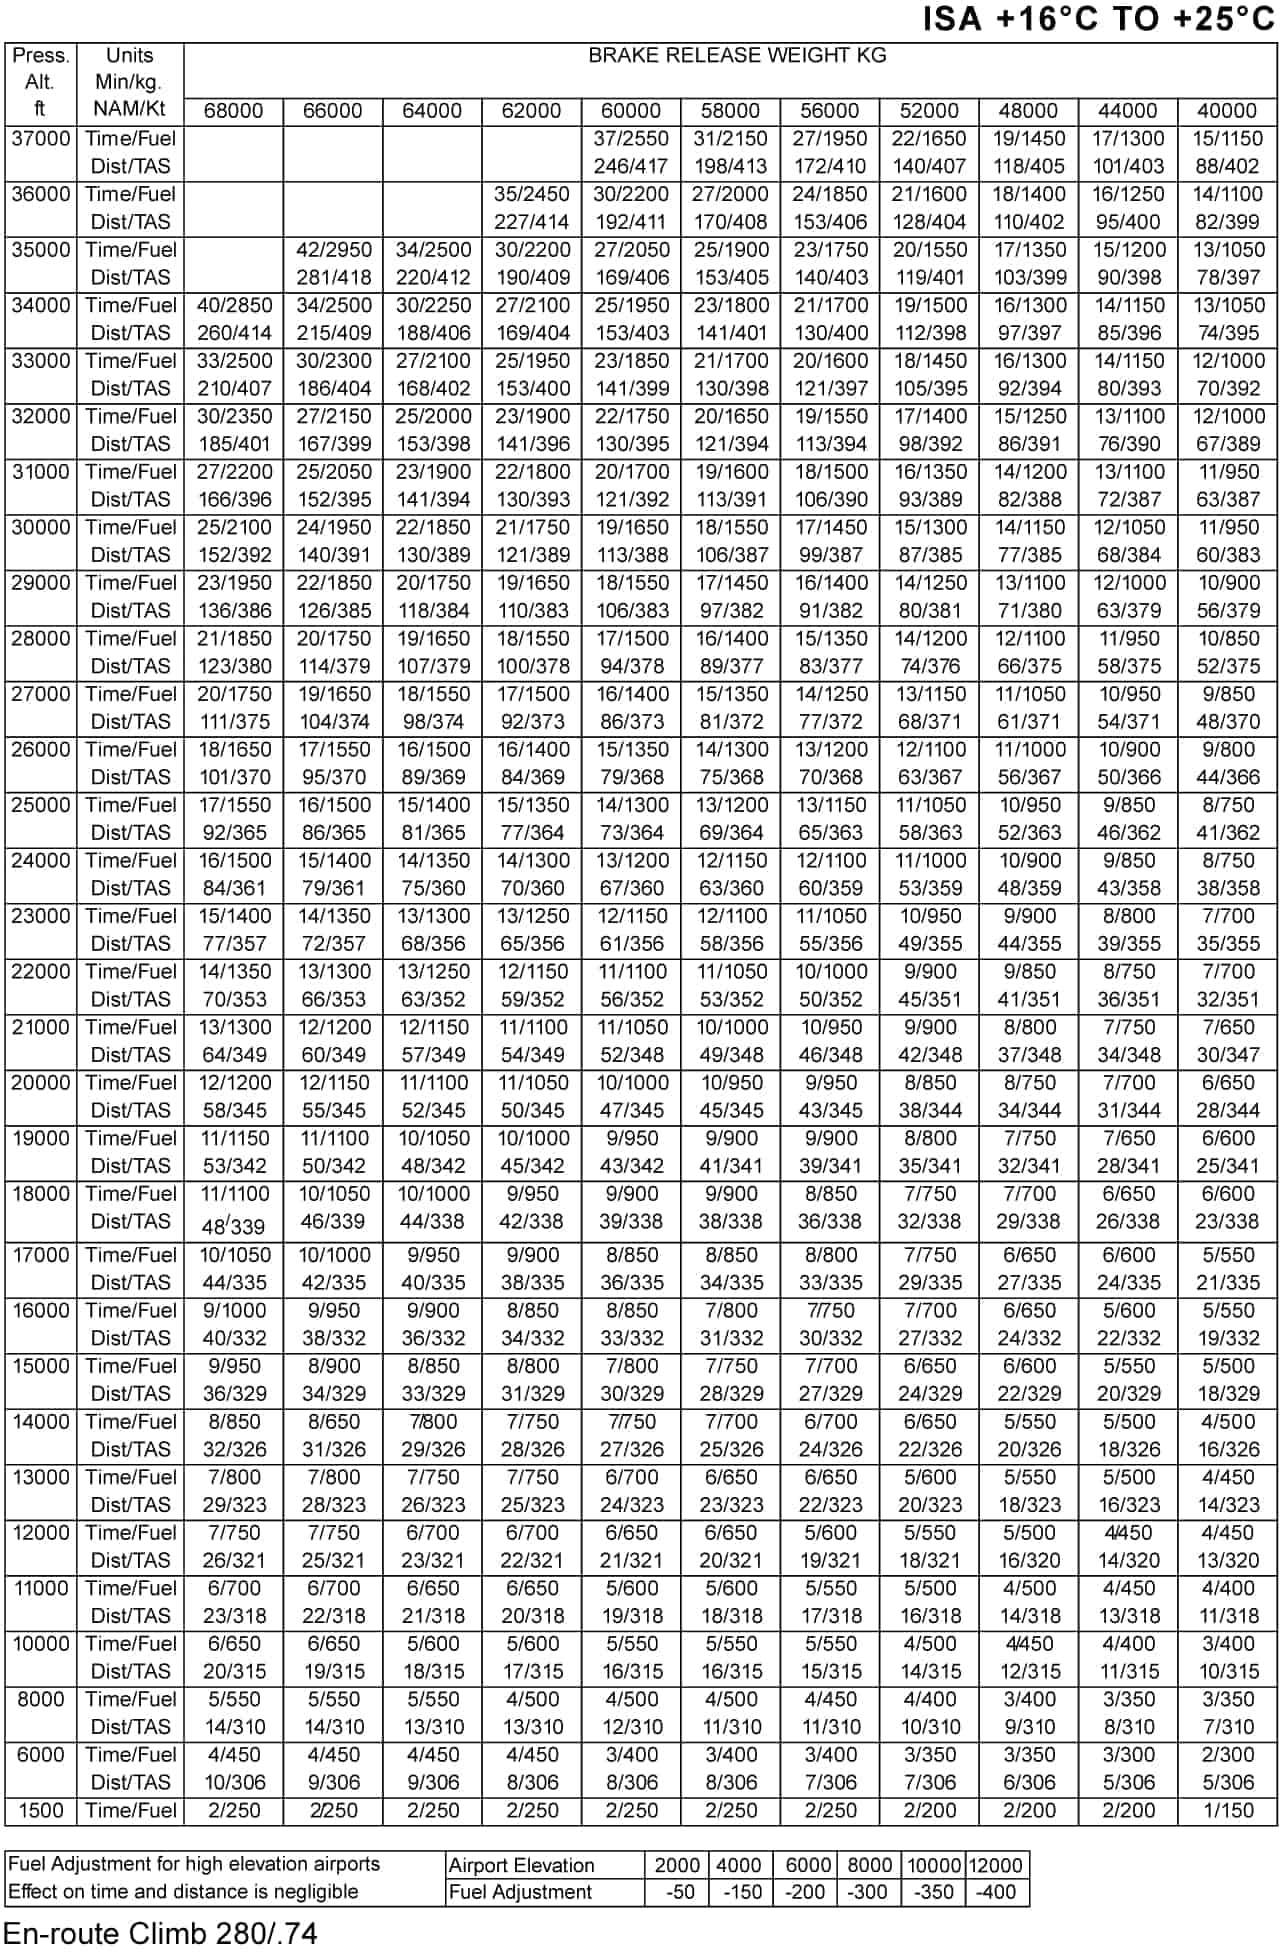 ISA +16°C TO +25°C
Press. Units BRAKE RELEASE WEIGHT KG
Alt. Min/kg.
ft NAM/Kt 68000 66000 64000 62000 60000 58000 56000 52000 48000 44000 40000
37000 Time/Fuel 37/2550 31/2150 27/1950 22/1650 19/1450 17/1300 15/1150
Dist/TAS 246/417 198/413 172/410 140/407 118/405 101/403 88/402
36000 Time/Fuel 35/2450 30/2200 27/2000 24/1850 21/1600 18/1400 16/1250 14/1100
Dist/TAS 227/414 192/411 170/408 153/406 128/404 110/402 95/400 82/399
35000 Time/Fuel 42/2950 34/2500 30/2200 27/2050 25/1900 23/1750 20/1550 17/1350 15/1200 13/1050
Dist/TAS 281/418 220/412 190/409 169/406 153/405 140/403 119/401 103/399 90/398 78/397
34000 Time/Fuel 40/2850 34/2500 30/2250 27/2100 25/1950 23/1800 21/1700 19/1500 16/1300 14/1150 13/1050
Dist/TAS 260/414 215/409 188/406 169/404 153/403 141/401 130/400 112/398 97/397 85/396 74/395
33000 Time/Fuel 33/2500 30/2300 27/2100 25/1950 23/1850 21/1700 20/1600 18/1450 16/1300 14/1150 12/1000
Dist/TAS 210/407 186/404 168/402 153/400 141/399 130/398 121/397 105/395 92/394 80/393 70/392
32000 Time/Fuel 30/2350 27/2150 25/2000 23/1900 22/1750 20/1650 19/1550 17/1400 15/1250 13/1100 12/1000
Dist/TAS 185/401 167/399 153/398 141/396 130/395 121/394 113/394 98/392 86/391 76/390 67/389
31000 Time/Fuel 27/2200 25/2050 23/1900 22/1800 20/1700 19/1600 18/1500 16/1350 14/1200 13/1100 11/950
Dist/TAS 166/396 152/395 141/394 130/393 121/392 113/391 106/390 93/389 82/388 72/387 63/387
30000 Time/Fuel 25/2100 24/1950 22/1850 21/1750 19/1650 18/1550 17/1450 15/1300 14/1150 12/1050 11/950
Dist/TAS 152/392 140/391 130/389 121/389 113/388 106/387 99/387 87/385 77/385 68/384 60/383
29000 Time/Fuel 23/1950 22/1850 20/1750 19/1650 18/1550 17/1450 16/1400 14/1250 13/1100 12/1000 10/900
Dist/TAS 136/386 126/385 118/384 110/383 106/383 97/382 91/382 80/381 71/380 63/379 56/379
28000 Time/Fuel 21/1850 20/1750 19/1650 18/1550 17/1500 16/1400 15/1350 14/1200 12/1100 11/950 10/850
Dist/TAS 123/380 114/379 107/379 100/378 94/378 89/377 83/377 74/376 66/375 58/375 52/375
27000 Time/Fuel 20/1750 19/1650 18/1550 17/1500 16/1400 15/1350 14/1250 13/1150 11/1050 10/950 9/850
Dist/TAS 111/375 104/374 98/374 92/373 86/373 81/372 77/372 68/371 61/371 54/371 48/370
26000 Time/Fuel 18/1650 17/1550 16/1500 16/1400 15/1350 14/1300 13/1200 12/1100 11/1000 10/900 9/800
Dist/TAS 101/370 95/370 89/369 84/369 79/368 75/368 70/368 63/367 56/367 50/366 44/366
25000 Time/Fuel 17/1550 16/1500 15/1400 15/1350 14/1300 13/1200 13/1150 11/1050 10/950 9/850 8/750
Dist/TAS 92/365 86/365 81/365 77/364 73/364 69/364 65/363 58/363 52/363 46/362 41/362
24000 Time/Fuel 16/1500 15/1400 14/1350 14/1300 13/1200 12/1150 12/1100 11/1000 10/900 9/850 8/750
Dist/TAS 84/361 79/361 75/360 70/360 67/360 63/360 60/359 53/359 48/359 43/358 38/358
23000 Time/Fuel 15/1400 14/1350 13/1300 13/1250 12/1150 12/1100 11/1050 10/950 9/900 8/800 7/700
Dist/TAS 77/357 72/357 68/356 65/356 61/356 58/356 55/356 49/355 44/355 39/355 35/355
22000 Time/Fuel 14/1350 13/1300 13/1250 12/1150 11/1100 11/1050 10/1000 9/900 9/850 8/750 7/700
Dist/TAS 70/353 66/353 63/352 59/352 56/352 53/352 50/352 45/351 41/351 36/351 32/351
21000 Time/Fuel 13/1300 12/1200 12/1150 11/1100 11/1050 10/1000 10/950 9/900 8/800 7/750 7/650
Dist/TAS 64/349 60/349 57/349 54/349 52/348 49/348 46/348 42/348 37/348 34/348 30/347
20000 Time/Fuel 12/1200 12/1150 11/1100 11/1050 10/1000 10/950 9/950 8/850 8/750 7/700 6/650
Dist/TAS 58/345 55/345 52/345 50/345 47/345 45/345 43/345 38/344 34/344 31/344 28/344
19000 Time/Fuel 11/1150 11/1100 10/1050 10/1000 9/950 9/900 9/900 8/800 7/750 7/650 6/600
Dist/TAS 53/342 50/342 48/342 45/342 43/342 41/341 39/341 35/341 32/341 28/341 25/341
18000 Time/Fuel 11/1100 10/1050 10/1000 9/950 9/900 9/900 8/850 7/750 7/700 6/650 6/600
Dist/TAS 48/339 46/339 44/338 42/338 39/338 38/338 36/338 32/338 29/338 26/338 23/338
17000 Time/Fuel 10/1050 10/1000 9/950 9/900 8/850 8/850 8/800 7/750 6/650 6/600 5/550
Dist/TAS 44/335 42/335 40/335 38/335 36/335 34/335 33/335 29/335 27/335 24/335 21/335
16000 Time/Fuel 9/1000 9/950 9/900 8/850 8/850 7/800 7/750 7/700 6/650 5/600 5/550
Dist/TAS 40/332 38/332 36/332 34/332 33/332 31/332 30/332 27/332 24/332 22/332 19/332
15000 Time/Fuel 9/950 8/900 8/850 8/800 7/800 7/750 7/700 6/650 6/600 5/550 5/500
Dist/TAS 36/329 34/329 33/329 31/329 30/329 28/329 27/329 24/329 22/329 20/329 18/329
14000 Time/Fuel 8/850 8/650 7/800 7/750 7/750 7/700 6/700 6/650 5/550 5/500 4/500
Dist/TAS 32/326 31/326 29/326 28/326 27/326 25/326 24/326 22/326 20/326 18/326 16/326
13000 Time/Fuel 7/800 7/800 7/750 7/750 6/700 6/650 6/650 5/600 5/550 5/500 4/450
Dist/TAS 29/323 28/323 26/323 25/323 24/323 23/323 22/323 20/323 18/323 16/323 14/323
12000 Time/Fuel 7/750 7/750 6/700 6/700 6/650 6/650 5/600 5/550 5/500 4/450 4/450
Dist/TAS 26/321 25/321 23/321 22/321 21/321 20/321 19/321 18/321 16/320 14/320 13/320
11000 Time/Fuel 6/700 6/700 6/650 6/650 5/600 5/600 5/550 5/500 4/500 4/450 4/400
Dist/TAS 23/318 22/318 21/318 20/318 19/318 18/318 17/318 16/318 14/318 13/318 11/318
10000 Time/Fuel 6/650 6/650 5/600 5/600 5/550 5/550 5/550 4/500 4/450 4/400 3/400
Dist/TAS 20/315 19/315 18/315 17/315 16/315 16/315 15/315 14/315 12/315 11/315 10/315
8000 Time/Fuel 5/550 5/550 5/550 4/500 4/500 4/500 4/450 4/400 3/400 3/350 3/350
Dist/TAS 14/310 14/310 13/310 13/310 12/310 11/310 11/310 10/310 9/310 8/310 7/310
6000 Time/Fuel 4/450 4/450 4/450 4/450 3/400 3/400 3/400 3/350 3/350 3/300 2/300
Dist/TAS 10/306 9/306 9/306 8/306 8/306 8/306 7/306 7/306 6/306 5/306 5/306
1500 Time/Fuel 2/250 2/250 2/250 2/250 2/250 2/250 2/250 2/200 2/200 2/200 1/150
Fuel Adjustment for high elevation airports Airport Elevation 2000 4000 6000 8000 10000 12000
Effect on time and distance is negligible Fuel Adjustment -50 -150 -200 -300 -350 -400
En-route Climb 280/.74